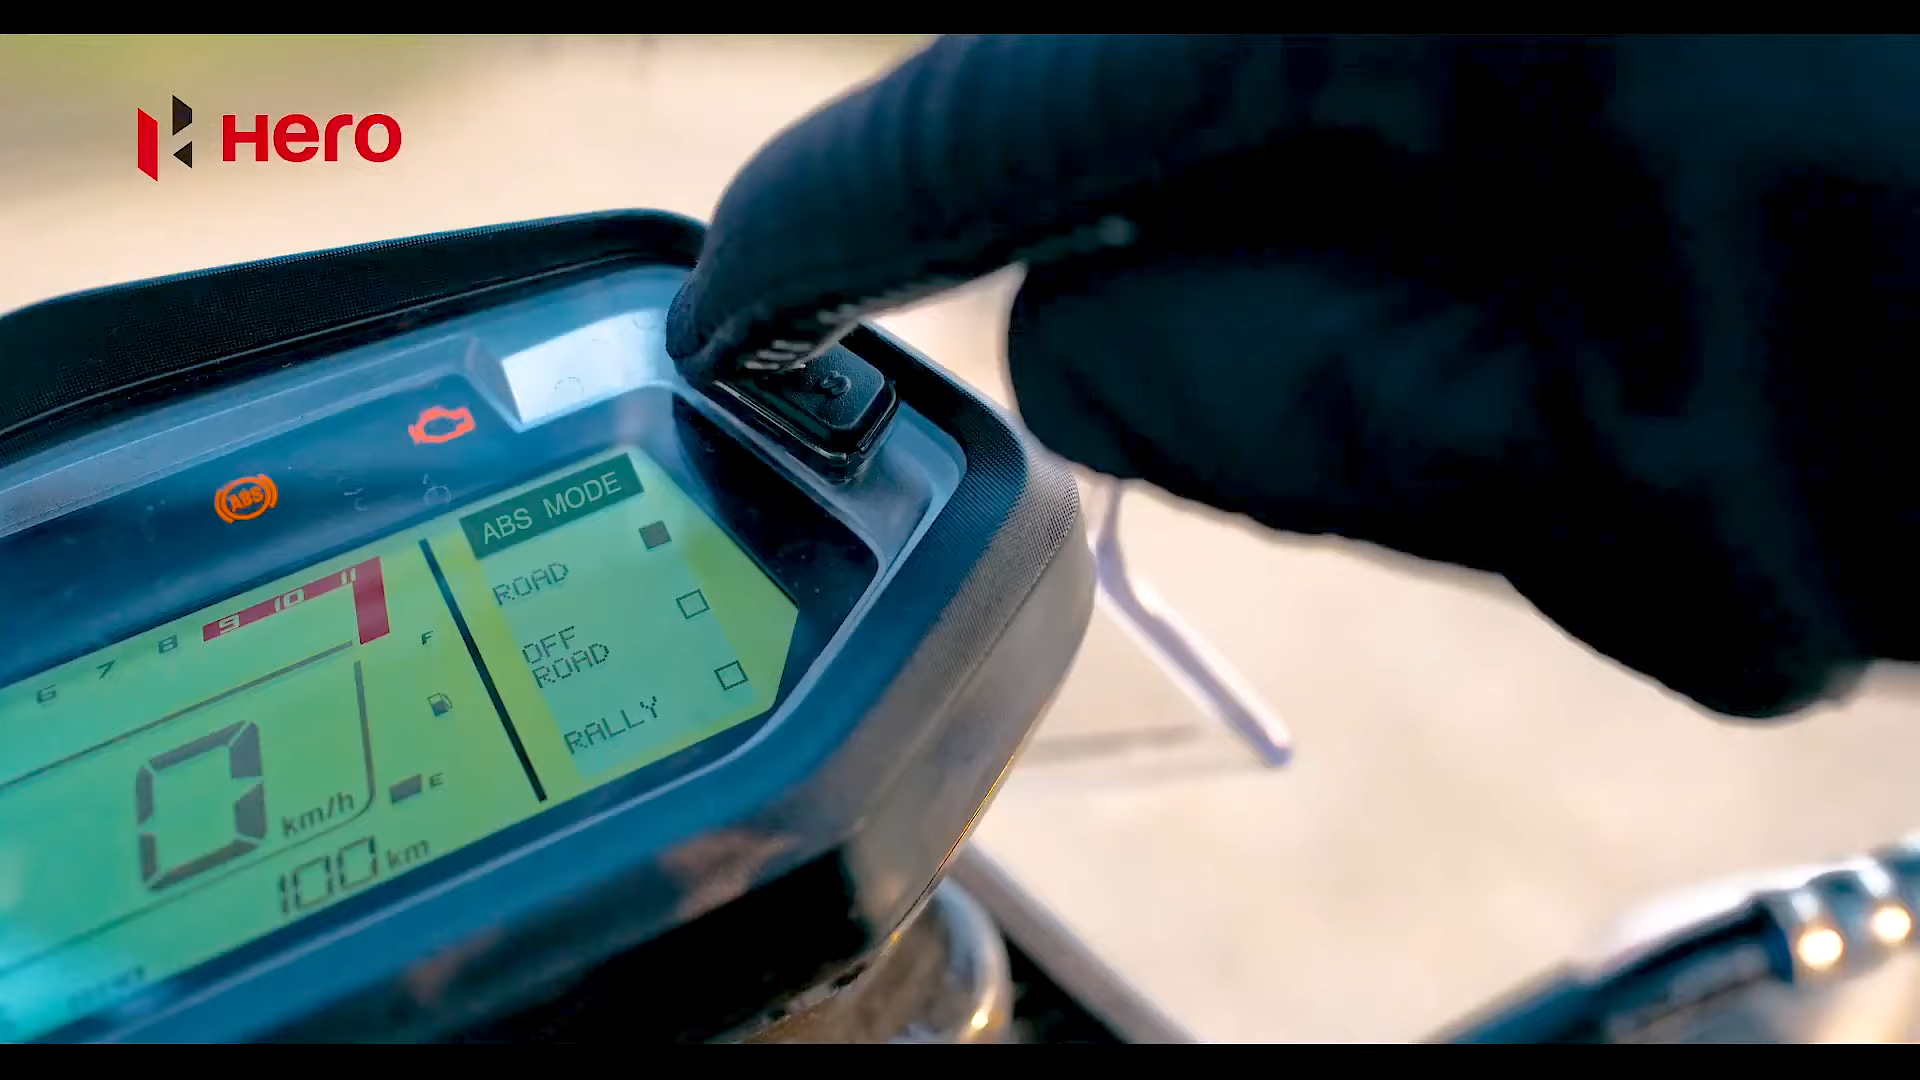 Hero
ABS
ABS MODE
ROAD
OFF
ROAD
RALLY
6 7 8 9 10 11
F
E
0 km/h
100 km
S